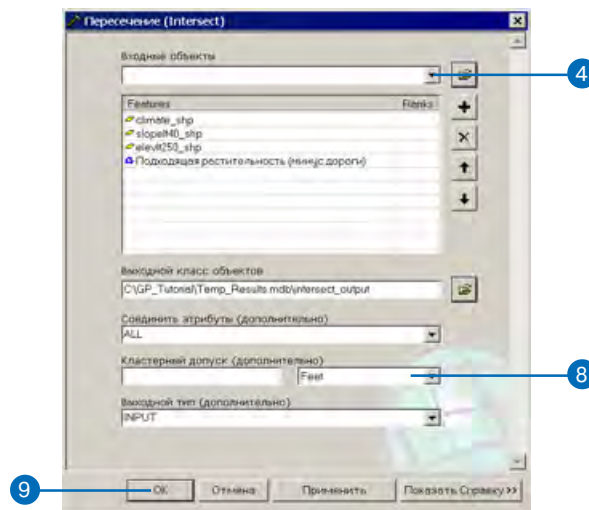 Пересечение (Intersect)
Входные объекты
4
Features Ranks
climate_shp
slopelt40_shp
elevlt250_shp
Подходящая растительность (минус дороги)
Выходной класс объектов
C:\GP_Tutorial\Temp_Results.mdb\intersect_output
Соединить атрибуты (дополнительно)
ALL
Кластерный допуск (дополнительно)
Feet
8
Выходной тип (дополнительно)
INPUT
9
OK Отмена Применить Показать Справку >>